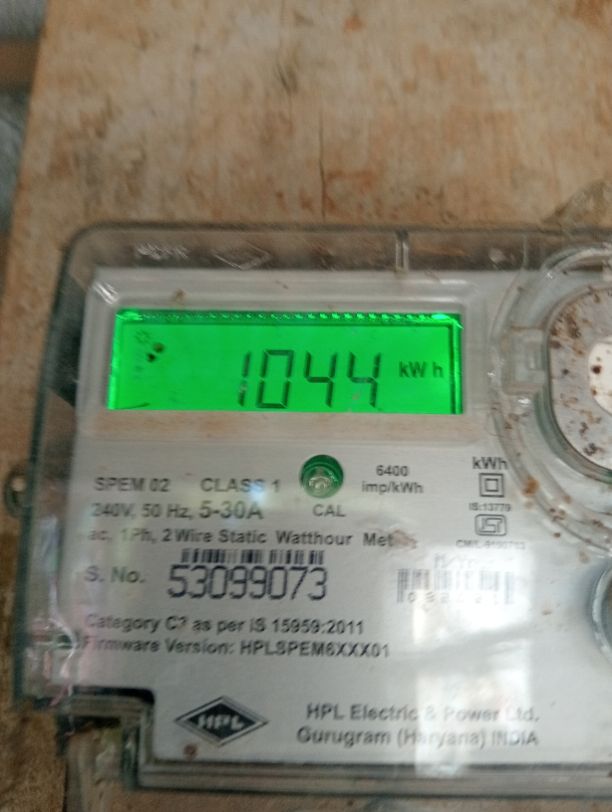 1044 kWh
SPEM 02 CLASS 1
6400
imp/kWh
kWh
240V, 50 Hz, 5-30A
CAL
IS:13779
ac, 1Ph, 2 Wire Static Watthour
S. No. 53099073
Category C2 as per IS 15959:2011
Firmware Version: HPLSPEM6XXX01
HPL
HPL Electric & Power Ltd.
Gurugram (Haryana) INDIA